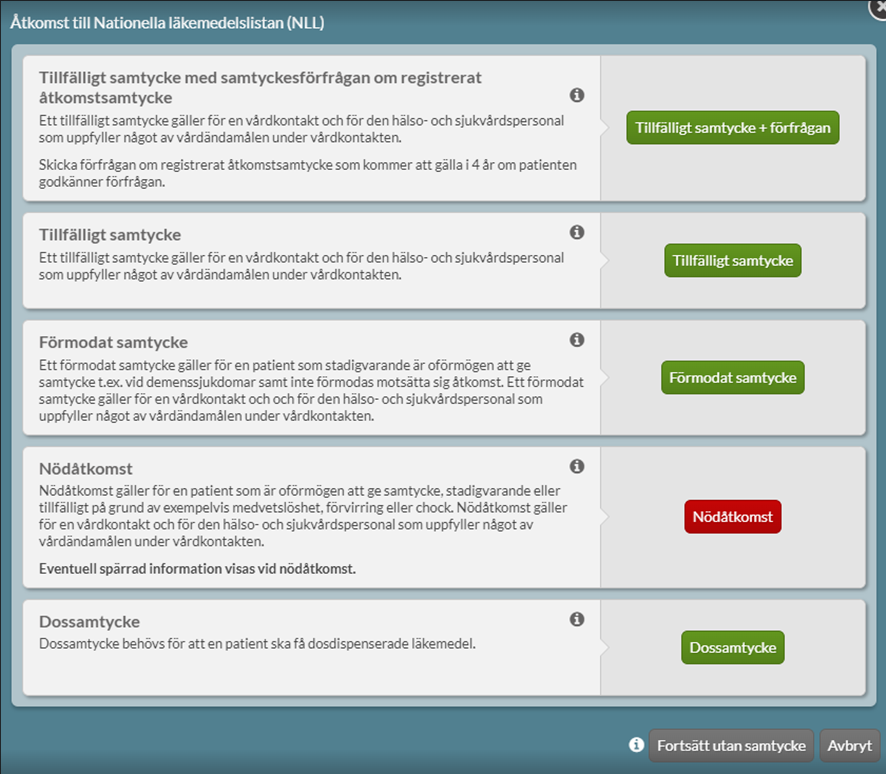 Åtkomst till Nationella läkemedelslistan (NLL)
Tillfälligt samtycke med samtyckesförfrågan om registrerat
åtkomstsamtycke
Ett tillfälligt samtycke gäller för en vårdkontakt och för den hälso- och sjukvårdspersonal
som uppfyller något av vårdändamålen under vårdkontakten.
Skicka förfrågan om registrerat åtkomstsamtycke som kommer att gälla i 4 år om patienten
godkänner förfrågan.
Tillfälligt samtycke + förfrågan
Tillfälligt samtycke
Ett tillfälligt samtycke gäller för en vårdkontakt och för den hälso- och sjukvårdspersonal
som uppfyller något av vårdändamålen under vårdkontakten.
Tillfälligt samtycke
Förmodat samtycke
Ett förmodat samtycke gäller för en patient som stadigvarande är oförmögen att ge
samtycke t.ex. vid demenssjukdomar samt inte förmodas motsätta sig åtkomst. Ett förmodat
samtycke gäller för en vårdkontakt och och för den hälso- och sjukvårdspersonal som
uppfyller något av vårdändamålen under vårdkontakten.
Förmodat samtycke
Nödåtkomst
Nödåtkomst gäller för en patient som är oförmögen att ge samtycke, stadigvarande eller
tillfälligt på grund av exempelvis medvetslöshet, förvirring eller chock. Nödåtkomst gäller
för en vårdkontakt och för den hälso- och sjukvårdspersonal som uppfyller något av
vårdändamålen under vårdkontakten.
Eventuell spärrad information visas vid nödåtkomst.
Nödåtkomst
Dossamtycke
Dossamtycke behövs för att en patient ska få dosdispenserade läkemedel.
Dossamtycke
Fortsätt utan samtycke
Avbryt